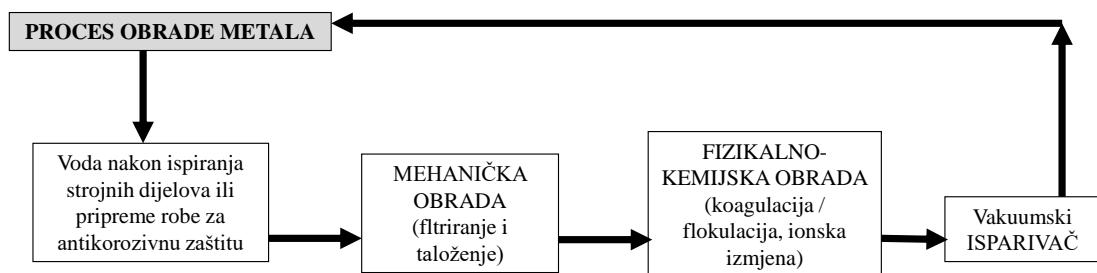 PROCES OBRADE METALA
Voda nakon ispiranja
strojnih dijelova ili
pripreme robe za
antikorozivnu zaštitu
MEHANIČKA
OBRADA
(fltriranje i
taloženje)
FIZIKALNO-
KEMIJSKA OBRADA
(koagulacija /
flokulacija, ionska
izmjena)
Vakuumski
ISPARIVAČ